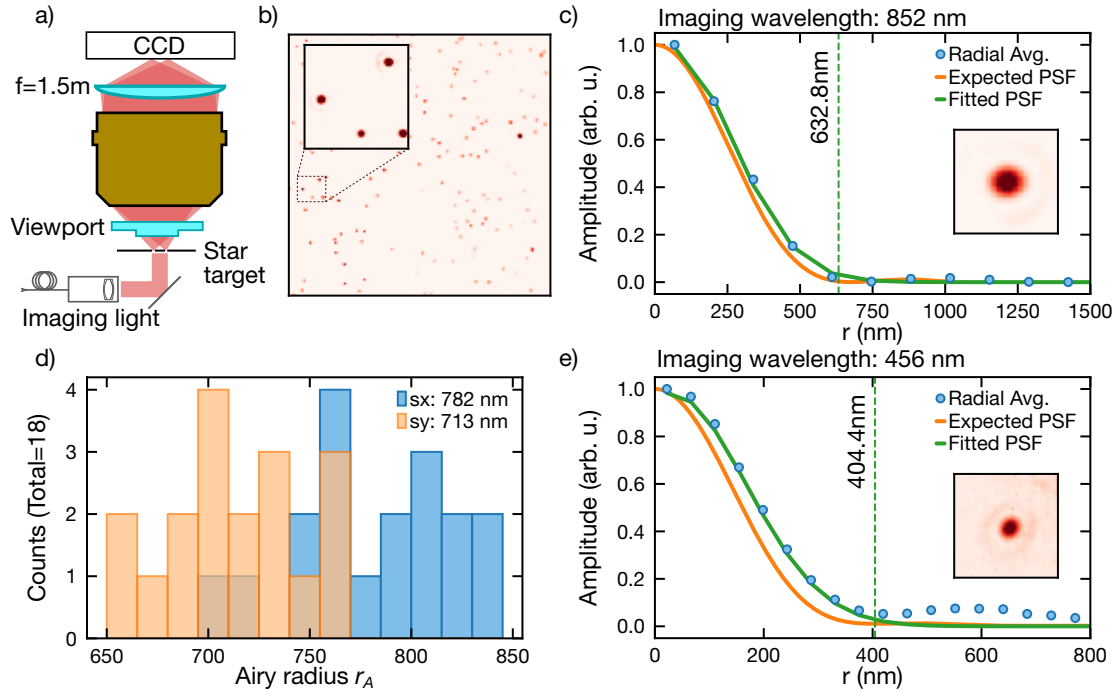 a)
CCD
f=1.5m
Viewport
Star
target
Imaging light
b)
c)
Imaging wavelength: 852 nm
Amplitude (arb. u.)
1.0
0.8
0.6
0.4
0.2
0.0
632.8nm
Radial Avg.
Expected PSF
Fitted PSF
0 250 500 750 1000 1250 1500
r (nm)
d)
Counts (Total=18)
4
3
2
1
0
sx: 782 nm
sy: 713 nm
650 700 750 800 850
Airy radius r_A
e)
Imaging wavelength: 456 nm
Amplitude (arb. u.)
1.0
0.8
0.6
0.4
0.2
0.0
404.4nm
Radial Avg.
Expected PSF
Fitted PSF
0 200 400 600 800
r (nm)